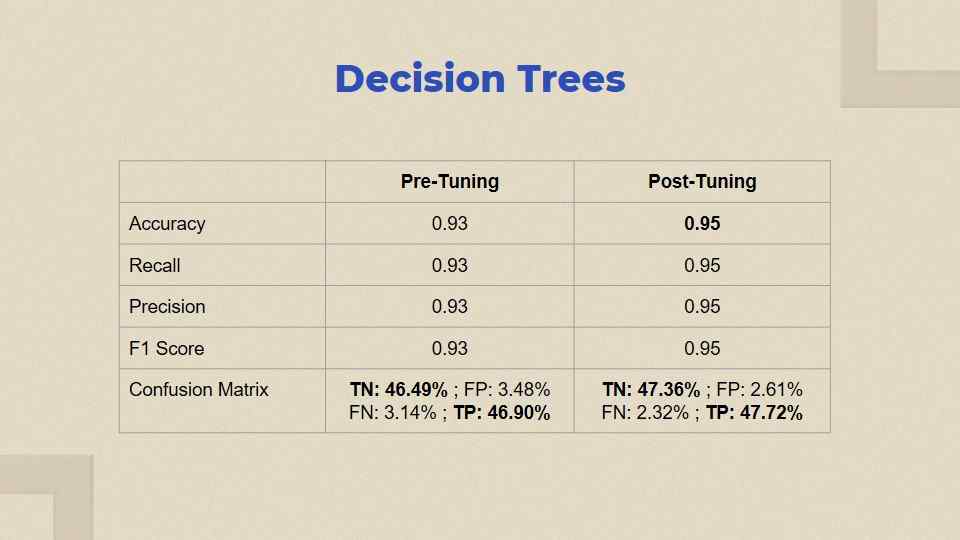 Decision Trees
Pre-Tuning Post-Tuning
Accuracy 0.93 0.95
Recall 0.93 0.95
Precision 0.93 0.95
F1 Score 0.93 0.95
Confusion Matrix TN: 46.49% ; FP: 3.48% TN: 47.36% ; FP: 2.61%
FN: 3.14% ; TP: 46.90% FN: 2.32% ; TP: 47.72%